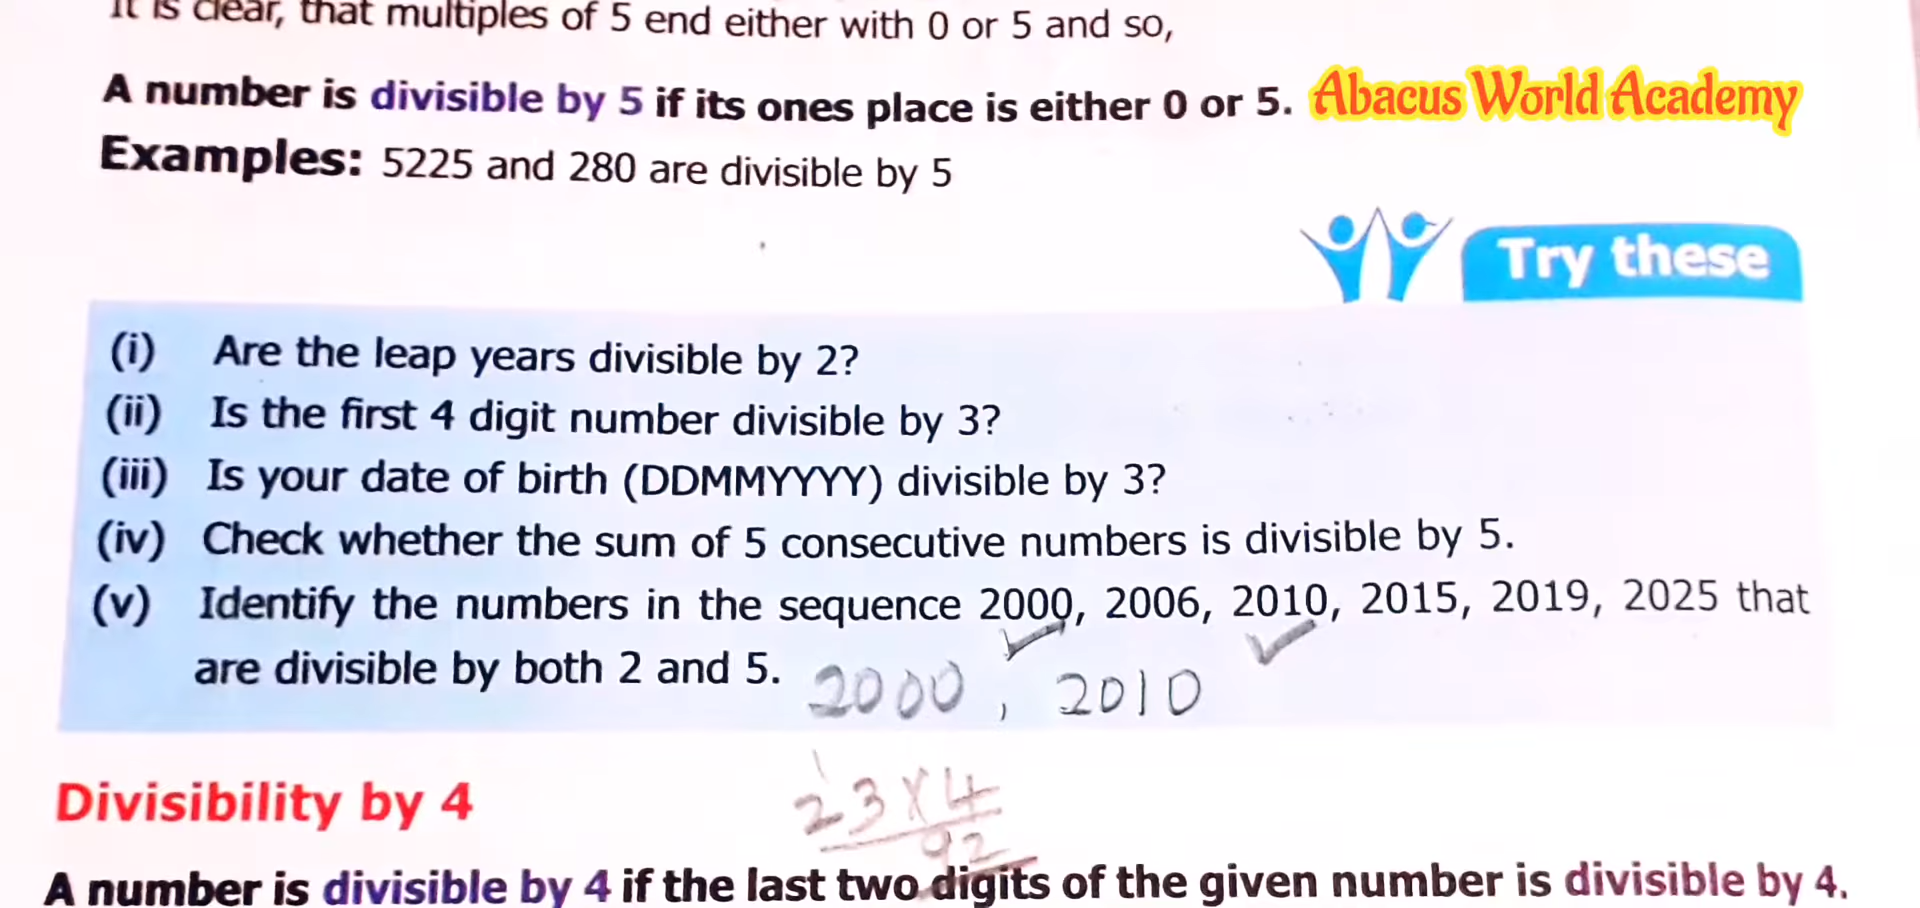 It is clear, that multiples of 5 end either with 0 or 5 and so,
A number is divisible by 5 if its ones place is either 0 or 5. Abacus World Academy
Examples: 5225 and 280 are divisible by 5
Try these
(i) Are the leap years divisible by 2?
(ii) Is the first 4 digit number divisible by 3?
(iii) Is your date of birth (DDMMYYYY) divisible by 3?
(iv) Check whether the sum of 5 consecutive numbers is divisible by 5.
(v) Identify the numbers in the sequence 2000, 2006, 2010, 2015, 2019, 2025 that
are divisible by both 2 and 5. 2000, 2010
1
23 X 4
92
Divisibility by 4
A number is divisible by 4 if the last two digits of the given number is divisible by 4.